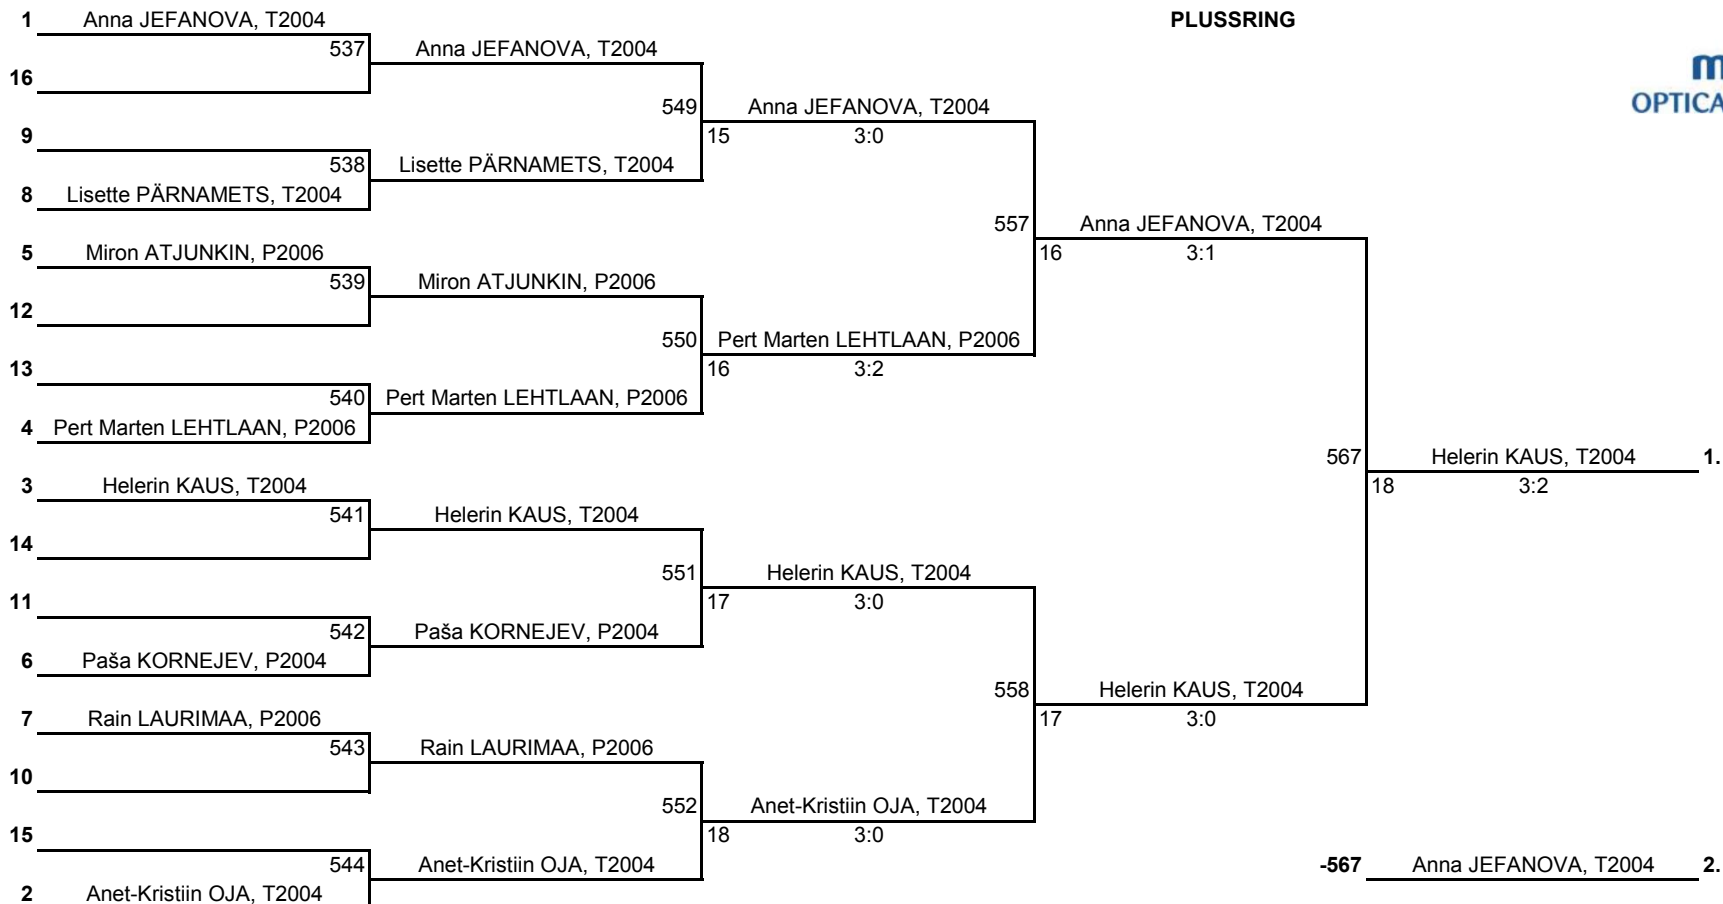 1 Anna JEFANOVA, T2004 PLUSSRING
537 Anna JEFANOVA, T2004
16
549 Anna JEFANOVA, T2004
OPTICA
9 15 3:0
538 Lisette PÄRNAMETS, T2004
8 Lisette PÄRNAMETS, T2004
557 Anna JEFANOVA, T2004
5 Miron ATJUNKIN, P2006 16 3:1
539 Miron ATJUNKIN, P2006
12
550 Pert Marten LEHTLAAN, P2006
13 16 3:2
540 Pert Marten LEHTLAAN, P2006
4 Pert Marten LEHTLAAN, P2006
567 Helerin KAUS, T2004 1.
3 Helerin KAUS, T2004 18 3:2
541 Helerin KAUS, T2004
14
551 Helerin KAUS, T2004
11 17 3:0
542 Paša KORNEJEV, P2004
6 Paša KORNEJEV, P2004
558 Helerin KAUS, T2004
7 Rain LAURIMAA, P2006 17 3:0
543 Rain LAURIMAA, P2006
10
552 Anet-Kristiin OJA, T2004
15 18 3:0
544 Anet-Kristiin OJA, T2004 -567 Anna JEFANOVA, T2004 2.
2 Anet-Kristiin OJA, T2004